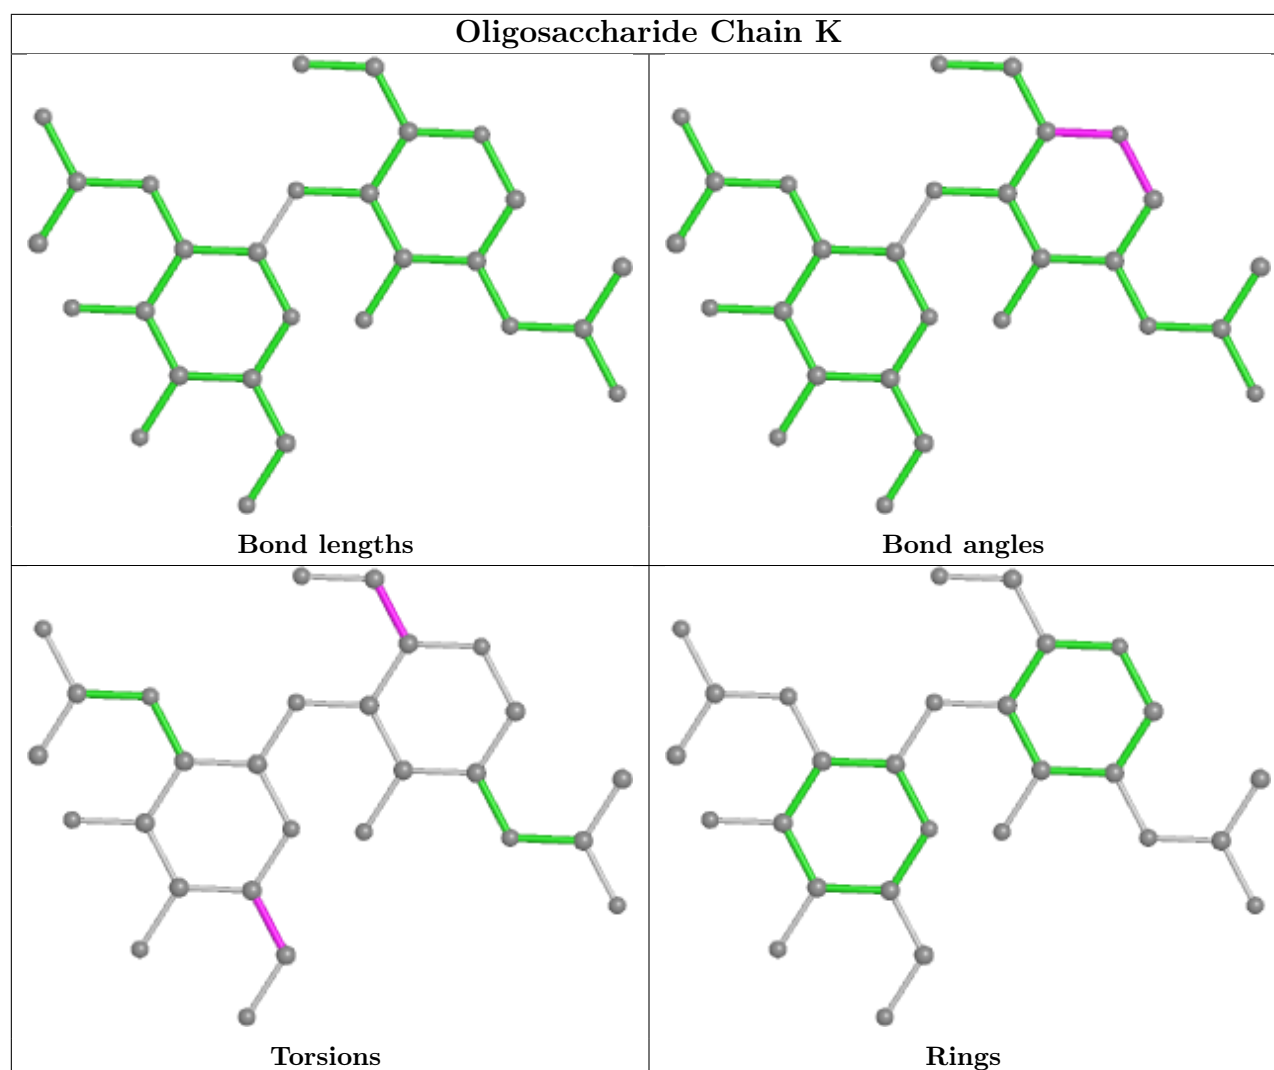 Oligosaccharide Chain K
Bond lengths
Bond angles
Torsions
Rings